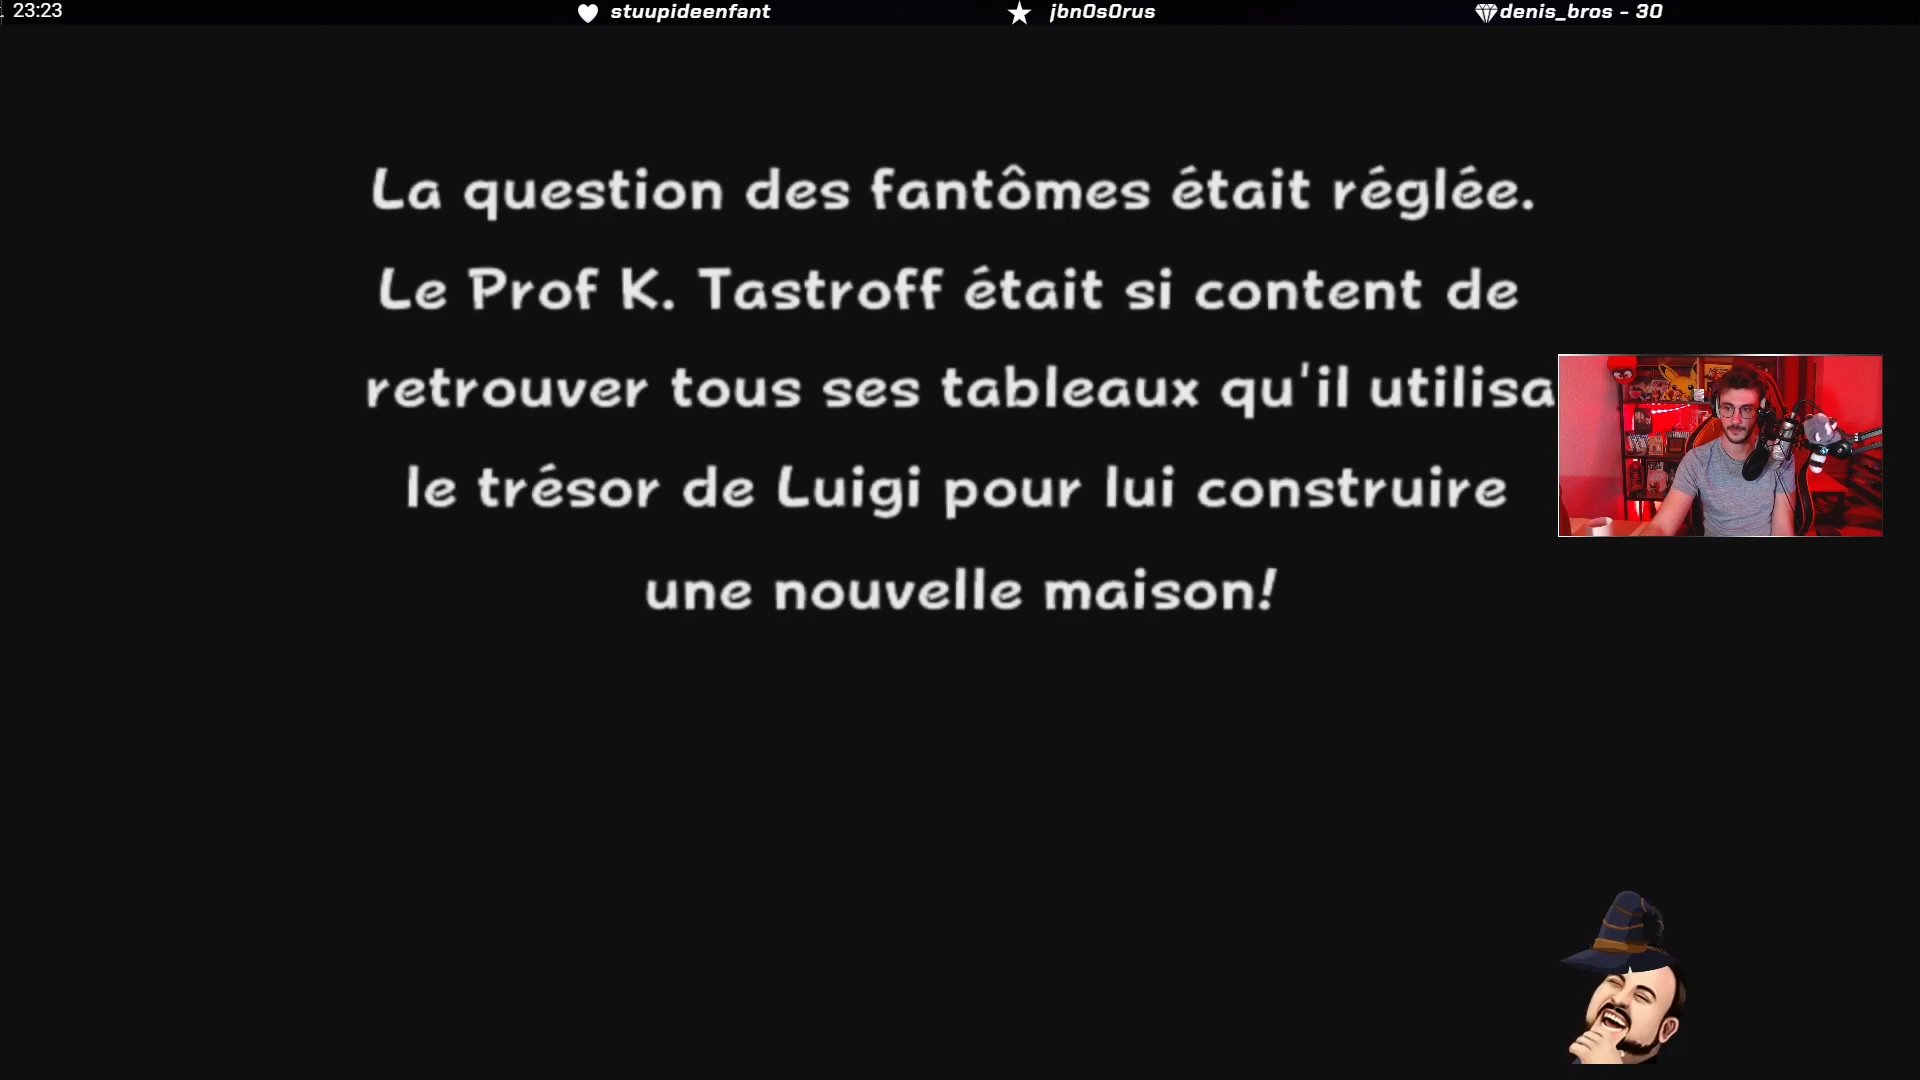 23:23
stuupideenfant
jbn0s0rus
denis_bros - 30
La question des fantômes était réglée.
Le Prof K. Tastroff était si content de
retrouver tous ses tableaux qu'il utilisa
le trésor de Luigi pour lui construire
une nouvelle maison!